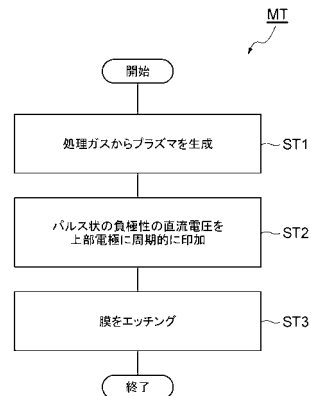 MT
開始
処理ガスからプラズマを生成
ST1
パルス状の負極性の直流電圧を
上部電極に周期的に印加
ST2
膜をエッチング
ST3
終了